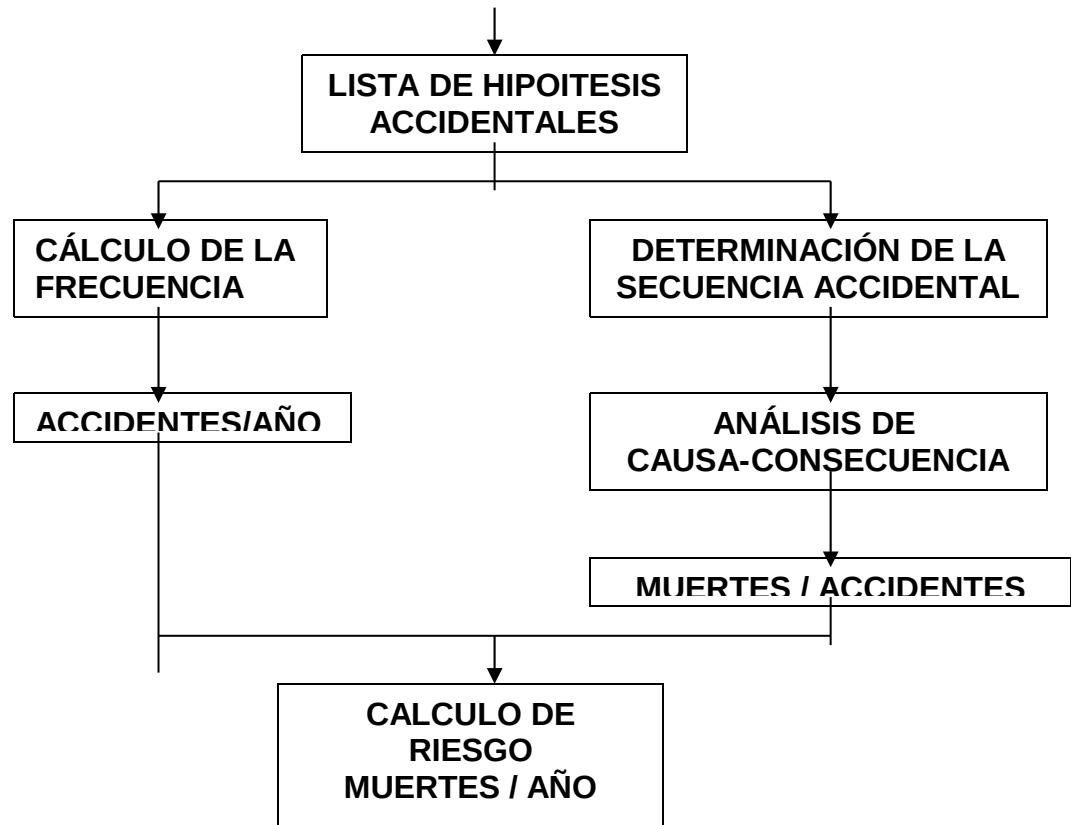 LISTA DE HIPOITESIS
ACCIDENTALES
CÁLCULO DE LA
FRECUENCIA
DETERMINACIÓN DE LA
SECUENCIA ACCIDENTAL
ACCIDENTES/AÑO
ANÁLISIS DE
CAUSA-CONSECUENCIA
MUERTES / ACCIDENTES
CALCULO DE
RIESGO
MUERTES / AÑO